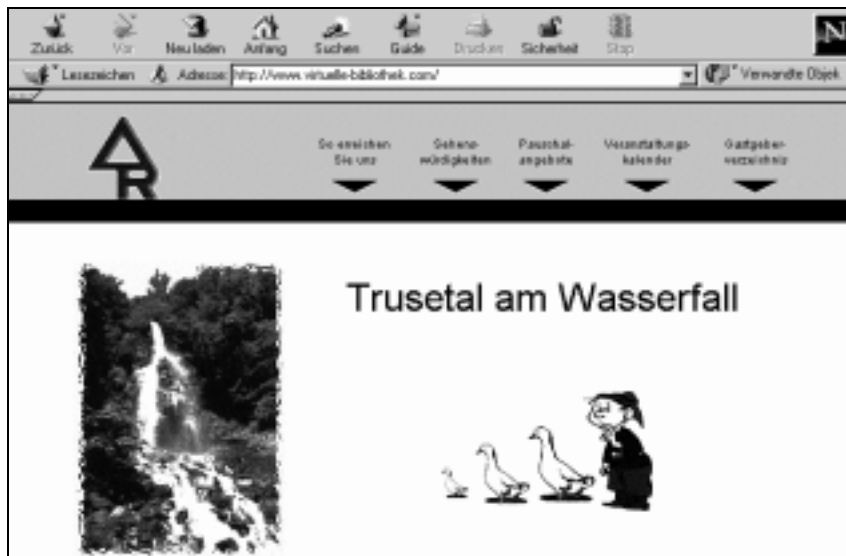 Zurück Vor Neu laden Anfang Suchen Guide Drucken Sicherheit Stop
N
Lesezeichen Adresse: http://www.virtuelle-bibliothek.com/ Verwandte Objek
So erreichen Sehens- Pauschal- Veranstaltungs- Gastgeber-
Sie uns würdigkeiten angebote kalender verzeichnis
AR
Trusetal am Wasserfall